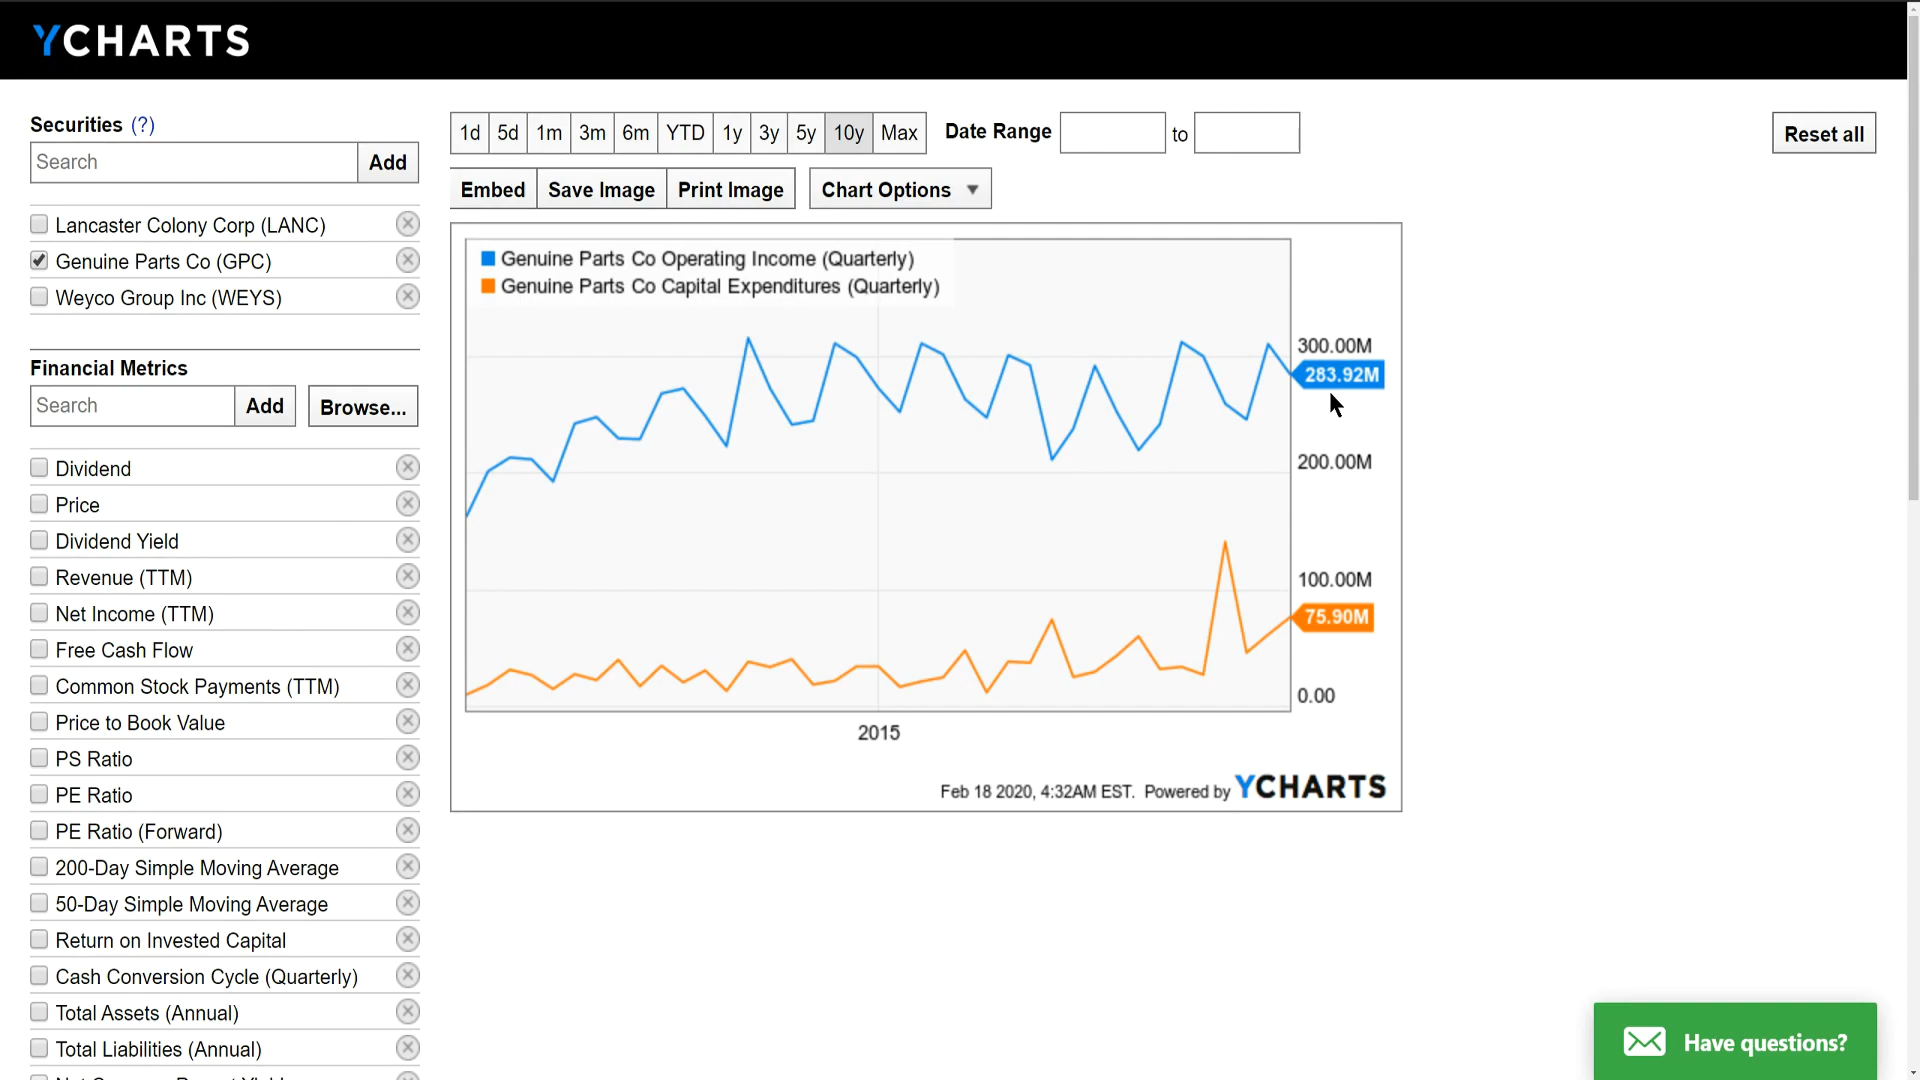 YCHARTS
Securities (?)
Search
Add
Lancaster Colony Corp (LANC)
Genuine Parts Co (GPC)
Weyco Group Inc (WEYS)
Financial Metrics
Search
Add
Browse...
Dividend
Price
Dividend Yield
Revenue (TTM)
Net Income (TTM)
Free Cash Flow
Common Stock Payments (TTM)
Price to Book Value
PS Ratio
PE Ratio
PE Ratio (Forward)
200-Day Simple Moving Average
50-Day Simple Moving Average
Return on Invested Capital
Cash Conversion Cycle (Quarterly)
Total Assets (Annual)
Total Liabilities (Annual)
1d 5d 1m 3m 6m YTD 1y 3y 5y 10y Max
Date Range to
Reset all
Embed Save Image Print Image Chart Options
Genuine Parts Co Operating Income (Quarterly)
Genuine Parts Co Capital Expenditures (Quarterly)
300.00M
283.92M
200.00M
100.00M
75.90M
0.00
2015
Feb 18 2020, 4:32AM EST. Powered by YCHARTS
Have questions?